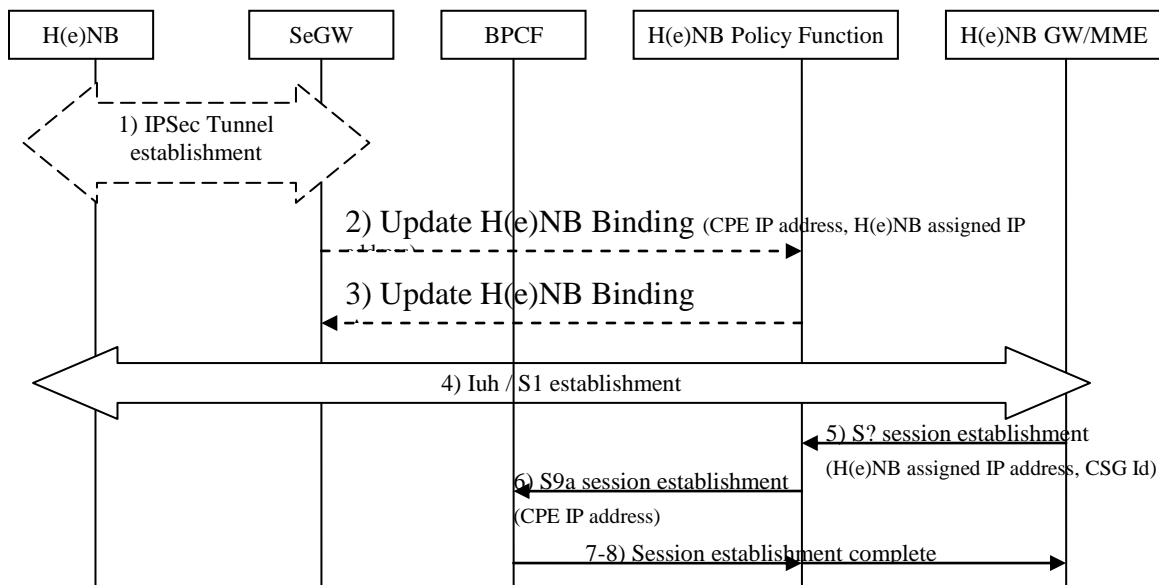 H(e)NB
SeGW
BPCF
H(e)NB Policy Function
H(e)NB GW/MME
1) IPSec Tunnel
establishment
2) Update H(e)NB Binding (CPE IP address, H(e)NB assigned IP
3) Update H(e)NB Binding
4) Iuh / S1 establishment
5) S? session establishment
(H(e)NB assigned IP address, CSG Id)
6) S9a session establishment
(CPE IP address)
7-8) Session establishment complete